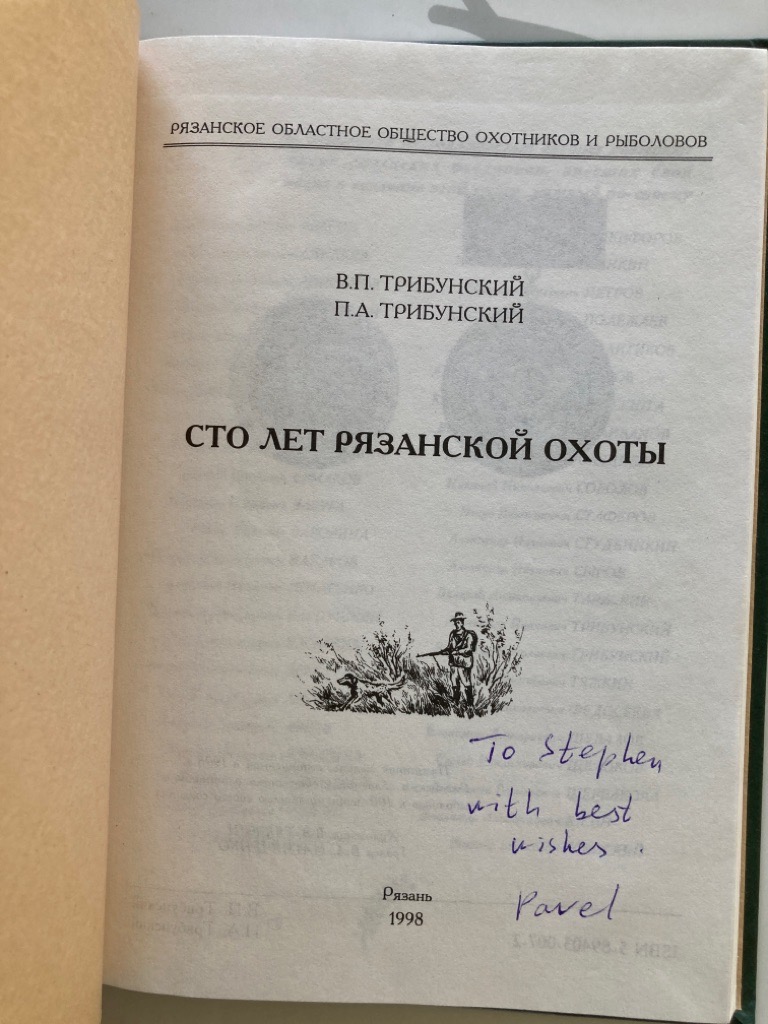 РЯЗАНСКОЕ ОБЛАСТНОЕ ОБЩЕСТВО ОХОТНИКОВ И РЫБОЛОВОВ
В.П. ТРИБУНСКИЙ
П.А. ТРИБУНСКИЙ
СТО ЛЕТ РЯЗАНСКОЙ ОХОТЫ
To Stephen
with best
wishes.
Pavel
Рязань
1998